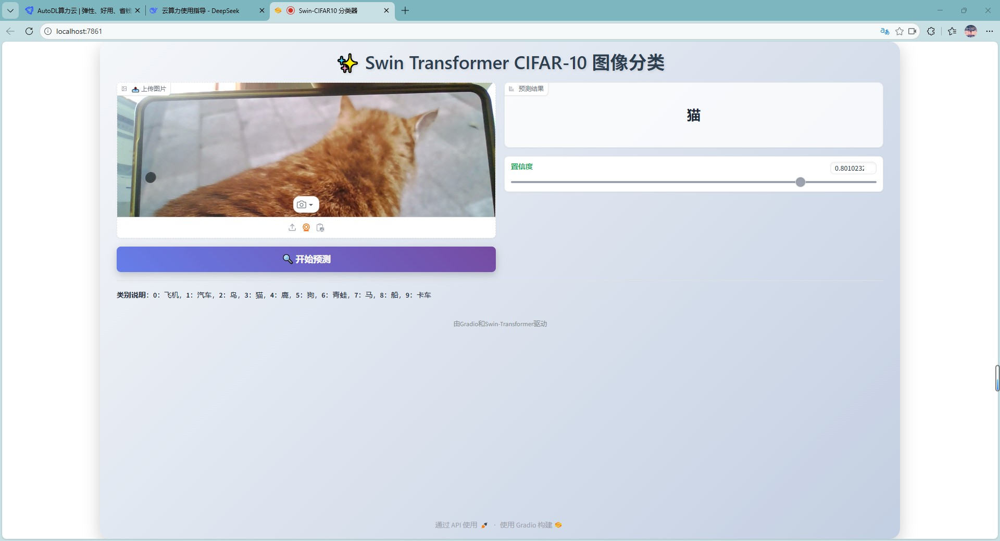 AutoDL算力云 | 弹性、好用、省钱
云算力使用指导 - DeepSeek
Swin-CIFAR10 分类器
localhost:7861
✨ Swin Transformer CIFAR-10 图像分类
上传图片
预测结果
猫
置信度
0.8010232
开始预测
类别说明：0：飞机，1：汽车，2：鸟，3：猫，4：鹿，5：狗，6：青蛙，7：马，8：船，9：卡车
由Gradio和Swin-Transformer驱动
通过 API 使用 · 使用 Gradio 构建